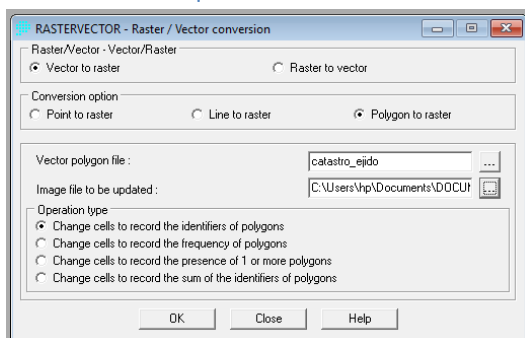 RASTERVECTOR - Raster / Vector conversion
Raster/Vector - Vector/Raster
Vector to raster Raster to vector
Conversion option
Point to raster Line to raster Polygon to raster
Vector polygon file : catastro_ejido ...
Image file to be updated : C:\Users\hp\Documents\DOCUM ...
Operation type
Change cells to record the identifiers of polygons
Change cells to record the frequency of polygons
Change cells to record the presence of 1 or more polygons
Change cells to record the sum of the identifiers of polygons
OK Close Help